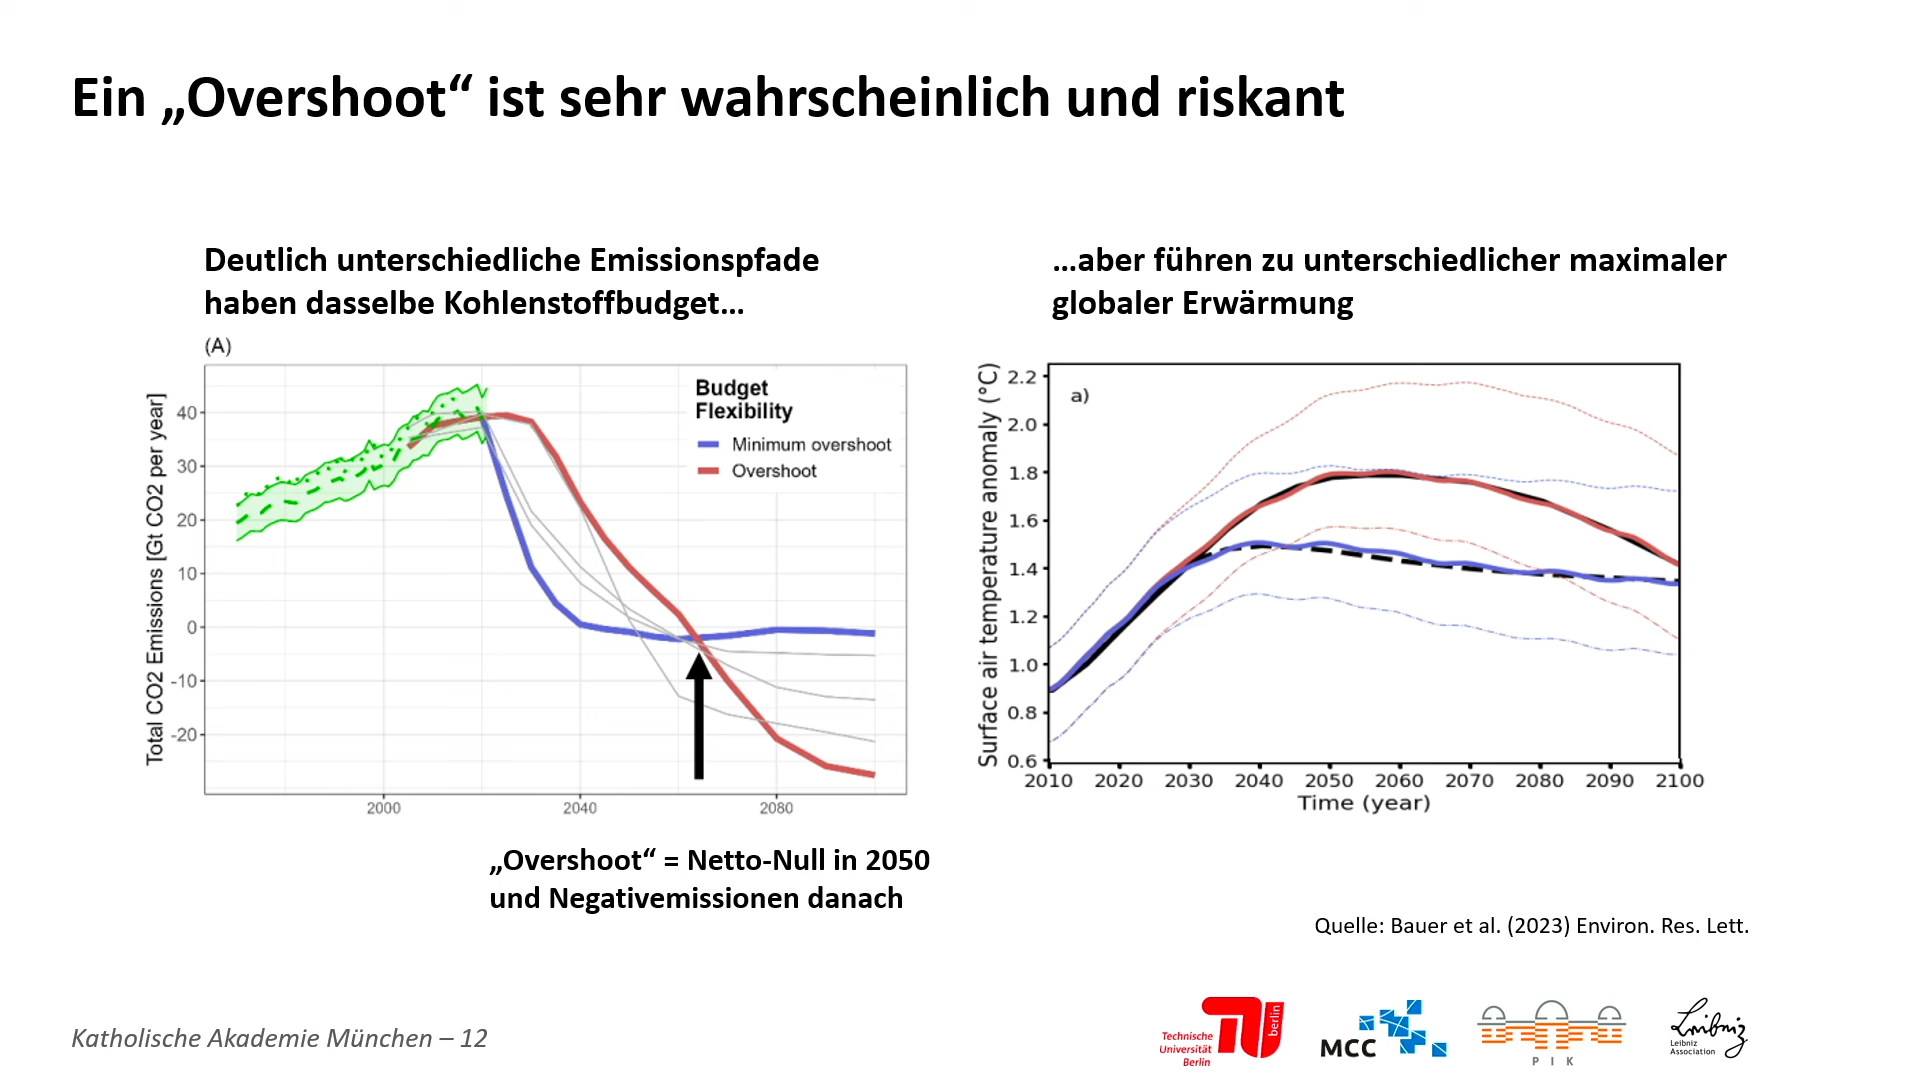 Ein „Overshoot“ ist sehr wahrscheinlich und riskant
Deutlich unterschiedliche Emissionspfade
haben dasselbe Kohlenstoffbudget...
(A)
Total CO2 Emissions [Gt CO2 per year]
40
30
20
10
0
-10
-20
2000
2040
2080
Budget
Flexibility
Minimum overshoot
Overshoot
„Overshoot“ = Netto-Null in 2050
und Negativemissionen danach
...aber führen zu unterschiedlicher maximaler
globaler Erwärmung
a)
Surface air temperature anomaly (°C)
2.2
2.0
1.8
1.6
1.4
1.2
1.0
0.8
0.6
2010 2020 2030 2040 2050 2060 2070 2080 2090 2100
Time (year)
Quelle: Bauer et al. (2023) Environ. Res. Lett.
Katholische Akademie München – 12
Technische
Universität
Berlin
berlin
MCC
P I K
Leibniz
Leibniz
Association